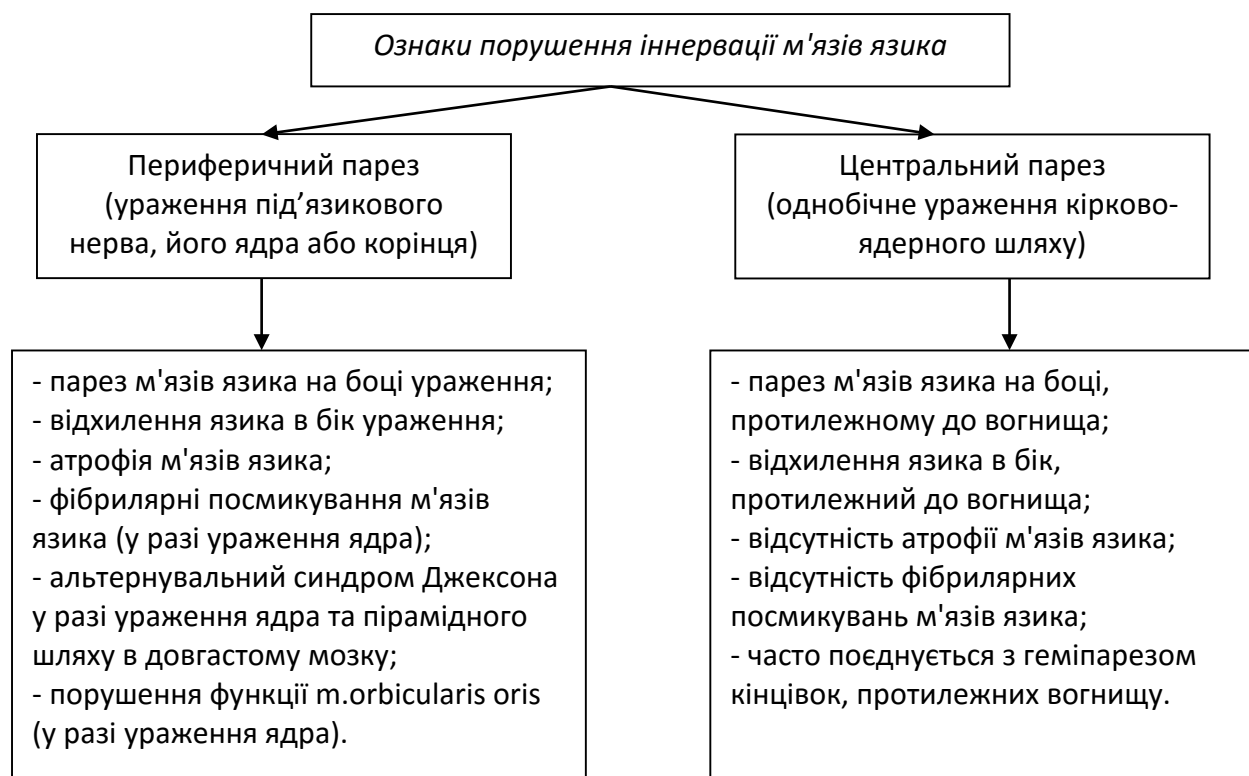 Ознаки порушення іннервації м'язів язика
Периферичний парез
(ураження під’язикового
нерва, його ядра або корінця)
Центральний парез
(однобічне ураження кірково-
ядерного шляху)
- парез м'язів язика на боці ураження;
- відхилення язика в бік ураження;
- атрофія м'язів язика;
- фібрилярні посмикування м'язів
язика (у разі ураження ядра);
- альтернувальний синдром Джексона
у разі ураження ядра та пірамідного
шляху в довгастому мозку;
- порушення функції m.orbicularis oris
(у разі ураження ядра).
- парез м'язів язика на боці,
протилежному до вогнища;
- відхилення язика в бік,
протилежний до вогнища;
- відсутність атрофії м'язів язика;
- відсутність фібрилярних
посмикувань м'язів язика;
- часто поєднується з геміпарезом
кінцівок, протилежних вогнищу.